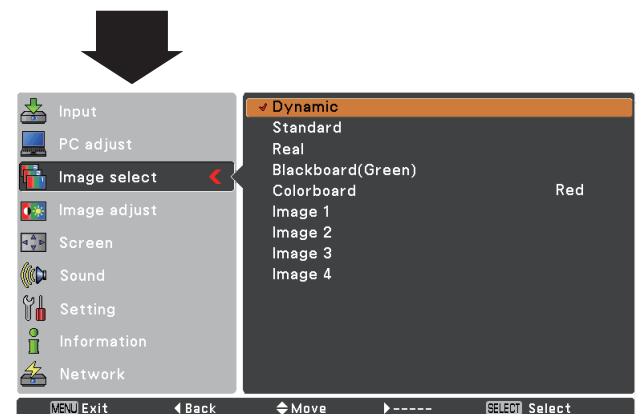 Input
PC adjust
Image select
Image adjust
Screen
Sound
Setting
Information
Network
Dynamic
Standard
Real
Blackboard(Green)
Colorboard Red
Image 1
Image 2
Image 3
Image 4
MENU Exit Back Move ----- SELECT Select